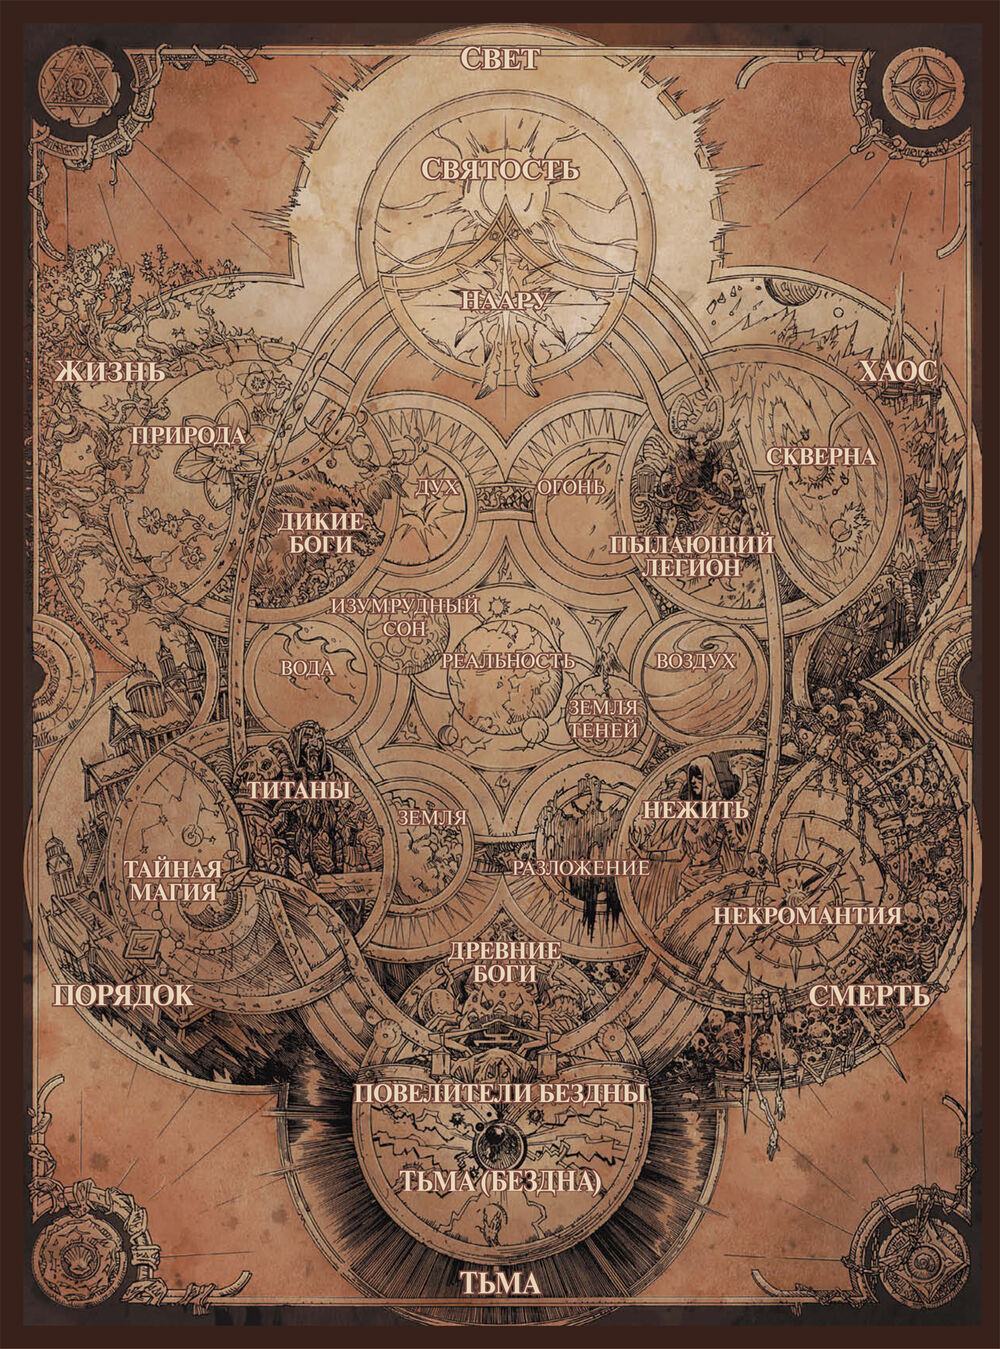 СВЕТ
СВЯТОСТЬ
НААРУ
ЖИЗНЬ
ХАОС
ПРИРОДА
СКВЕРНА
ДУХ
ОГОНЬ
ДИКИЕ
БОГИ
ПЫЛАЮЩИЙ
ЛЕГИОН
ИЗУМРУДНЫЙ
СОН
ВОДА
РЕАЛЬНОСТЬ
ВОЗДУХ
ЗЕМЛЯ
ТЕНЕЙ
ТИТАНЫ
ЗЕМЛЯ
НЕЖИТЬ
ТАЙНАЯ
МАГИЯ
РАЗЛОЖЕНИЕ
НЕКРОМАНТИЯ
ДРЕВНИЕ
БОГИ
ПОРЯДОК
СМЕРТЬ
ПОВЕЛИТЕЛИ БЕЗДНЫ
ТЬМА (БЕЗДНА)
ТЬМА